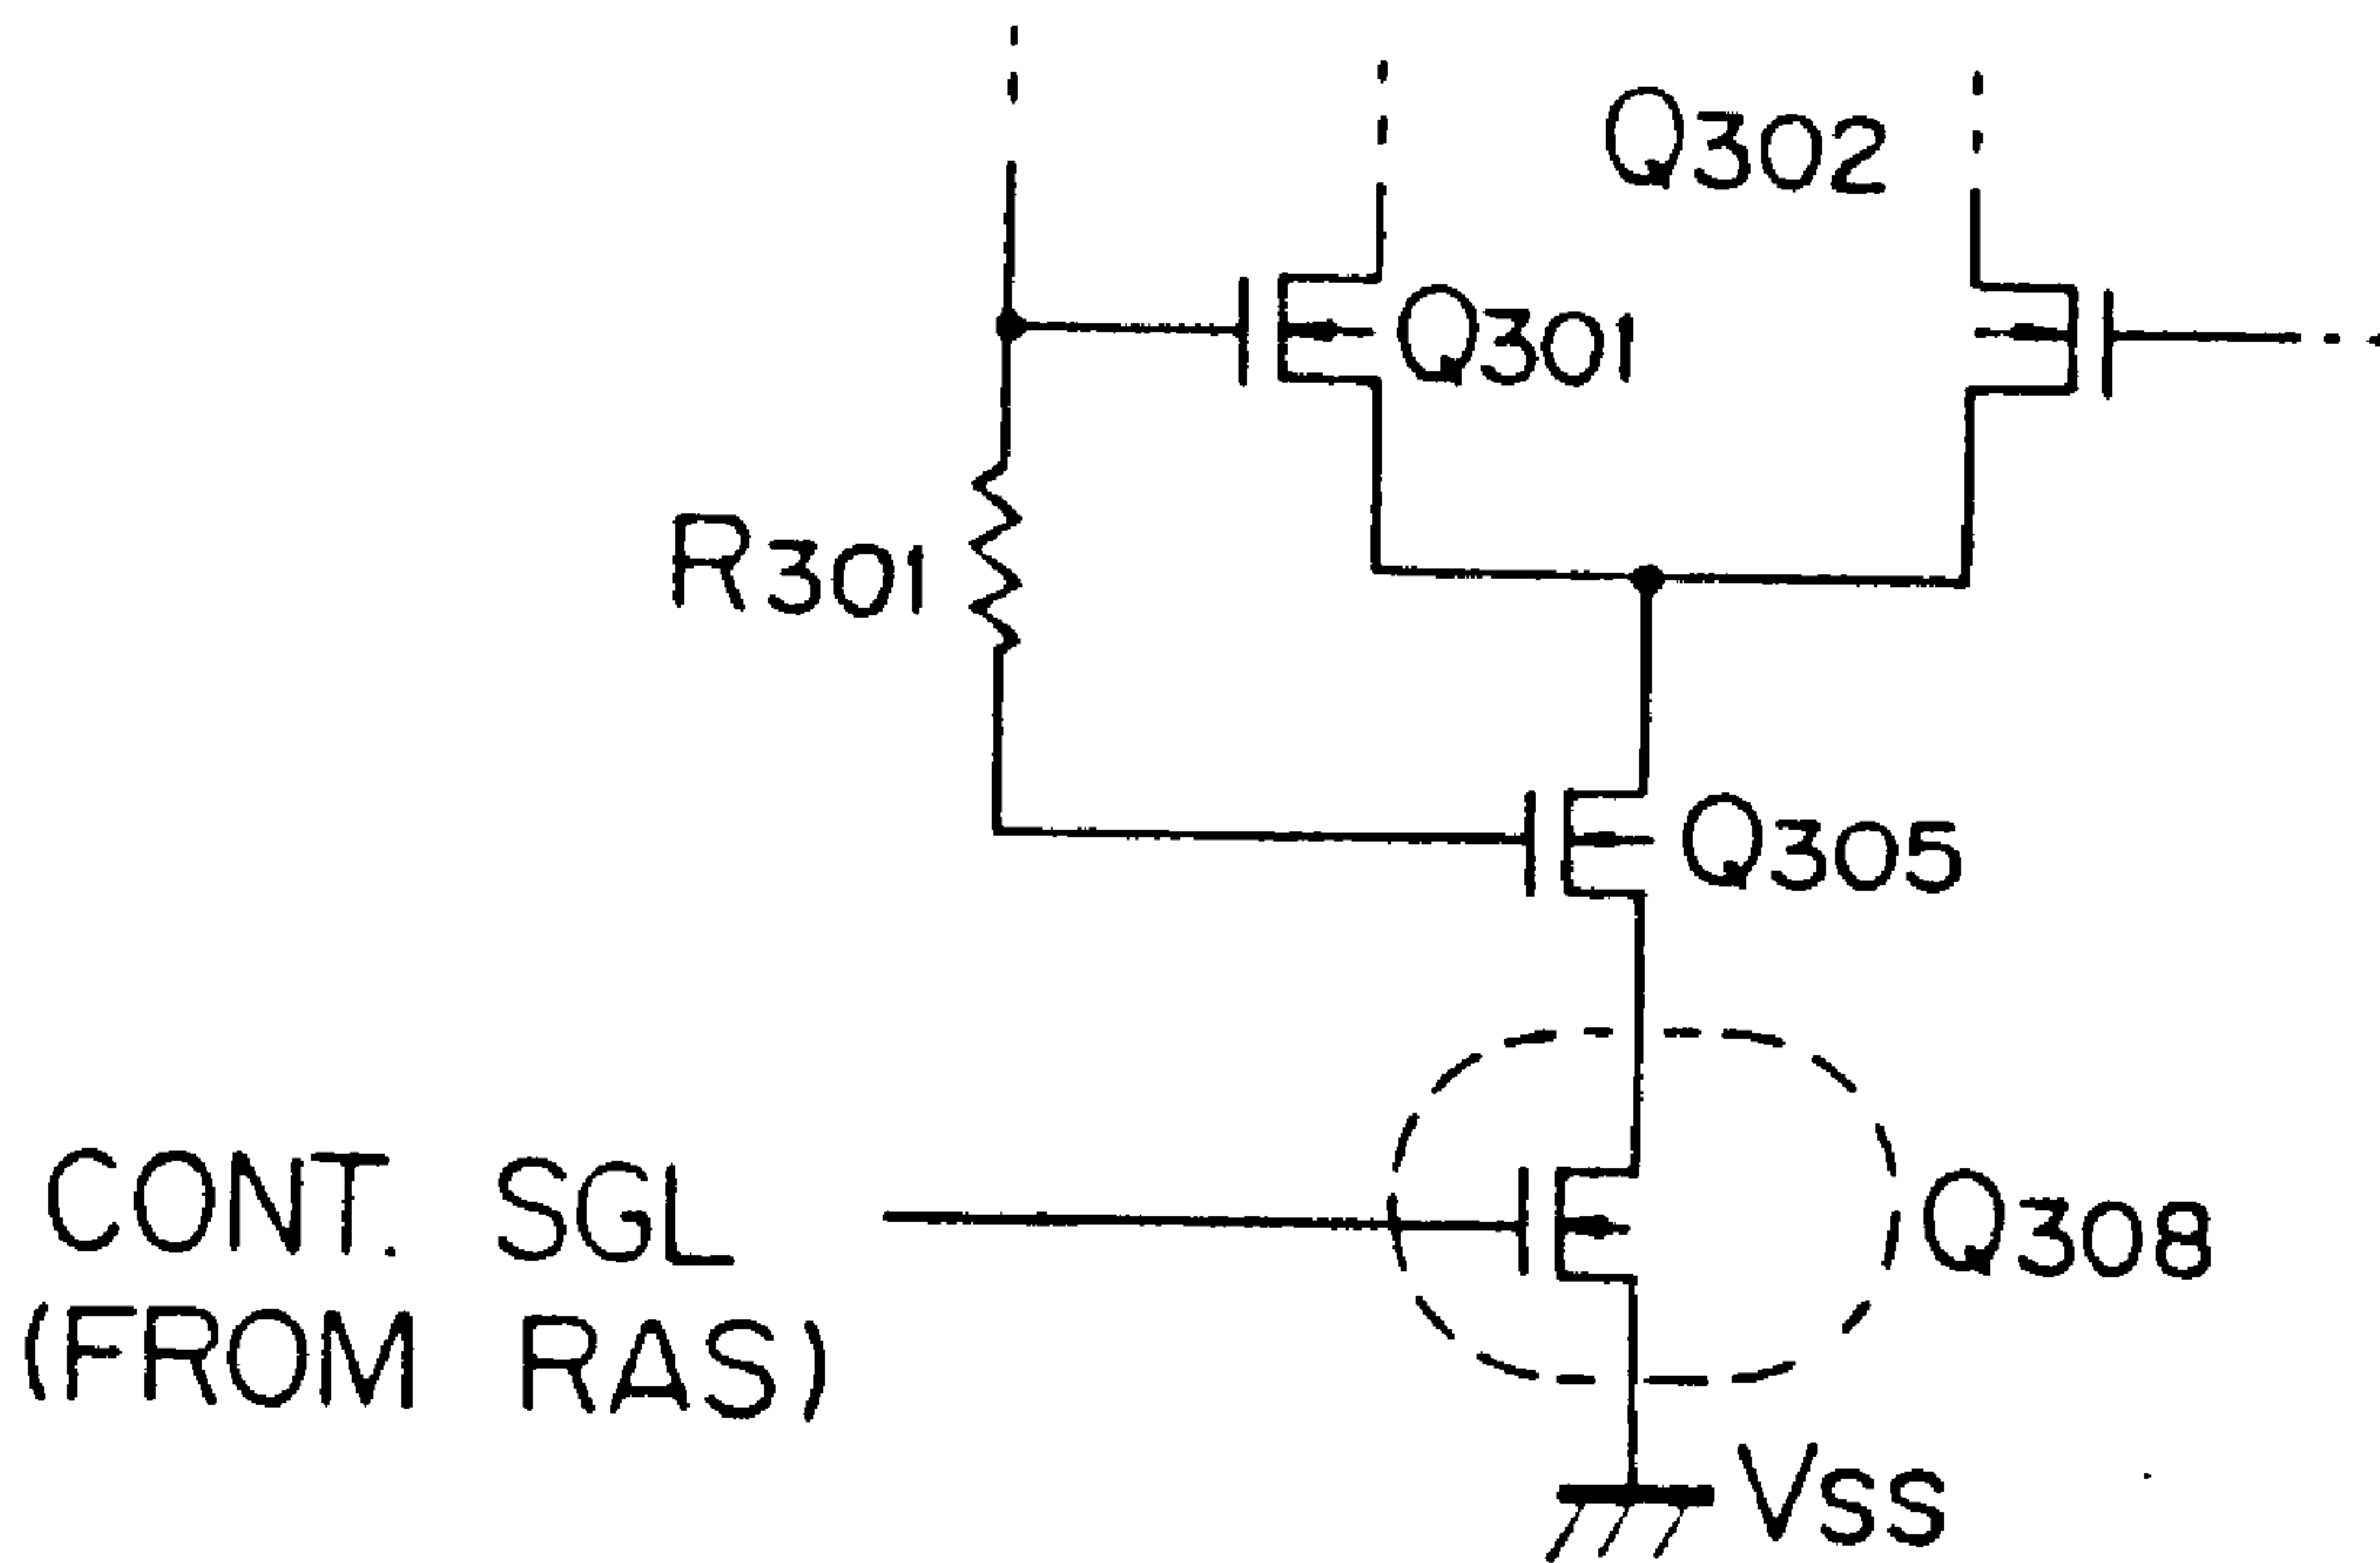 Q302
Q301
R301
Q305
CONT. SGL
(FROM RAS)
Q308
Vss